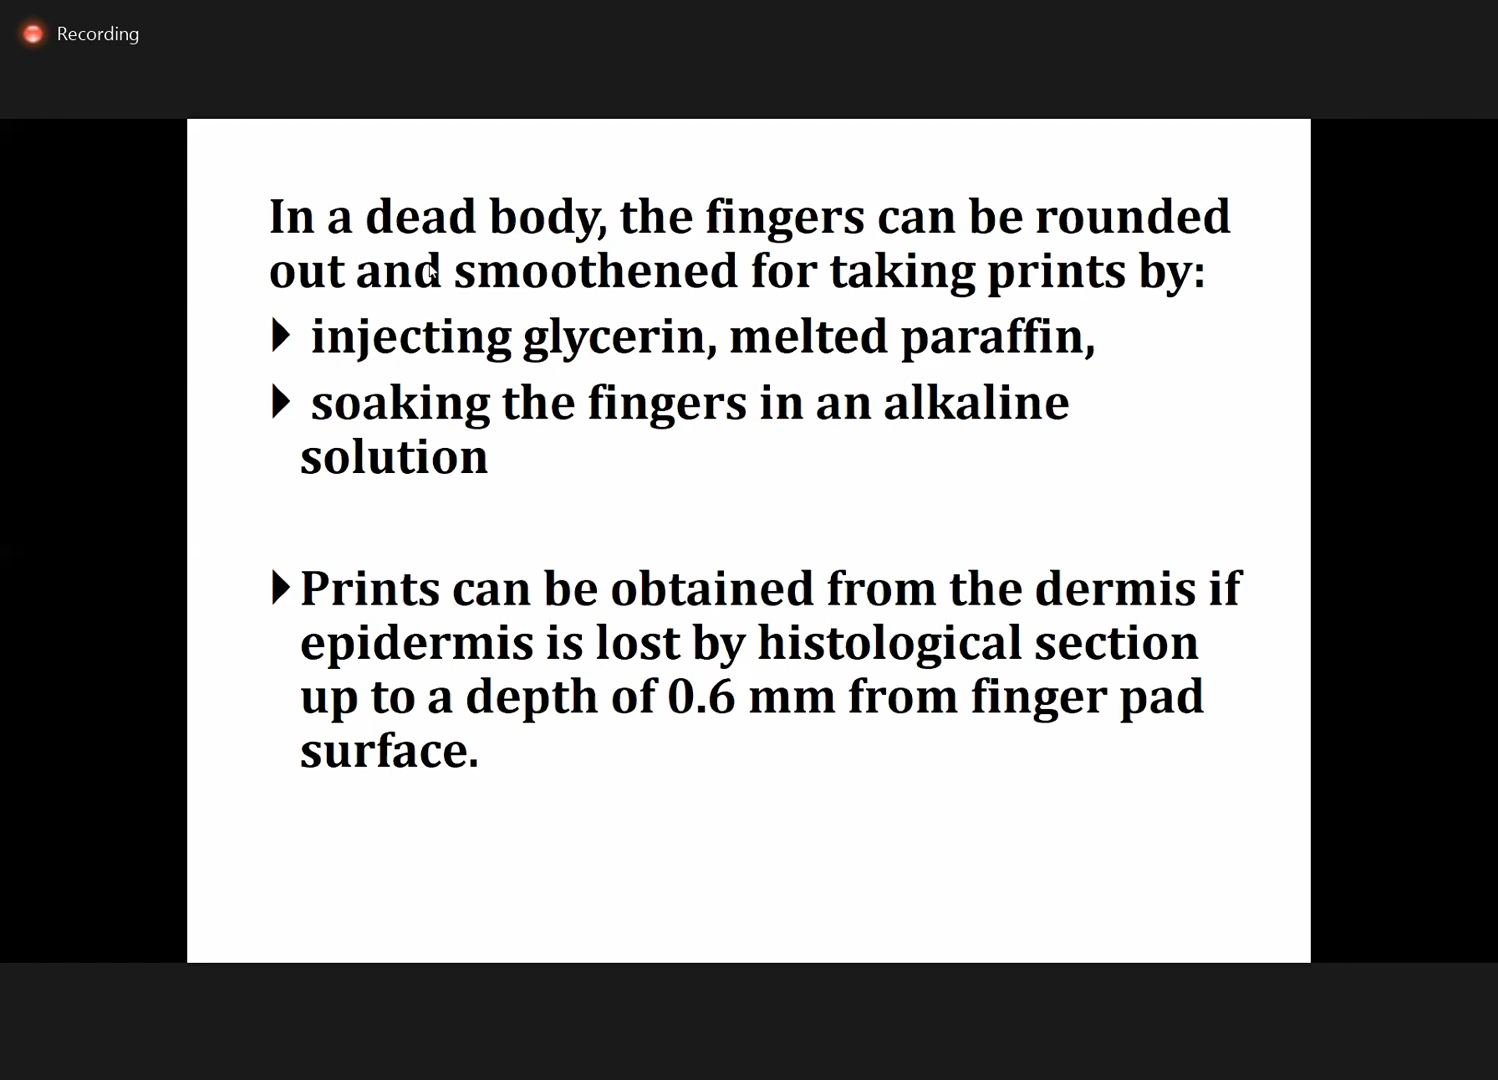 Recording
In a dead body, the fingers can be rounded
out and smoothened for taking prints by:
injecting glycerin, melted paraffin,
soaking the fingers in an alkaline
solution
Prints can be obtained from the dermis if
epidermis is lost by histological section
up to a depth of 0.6 mm from finger pad
surface.